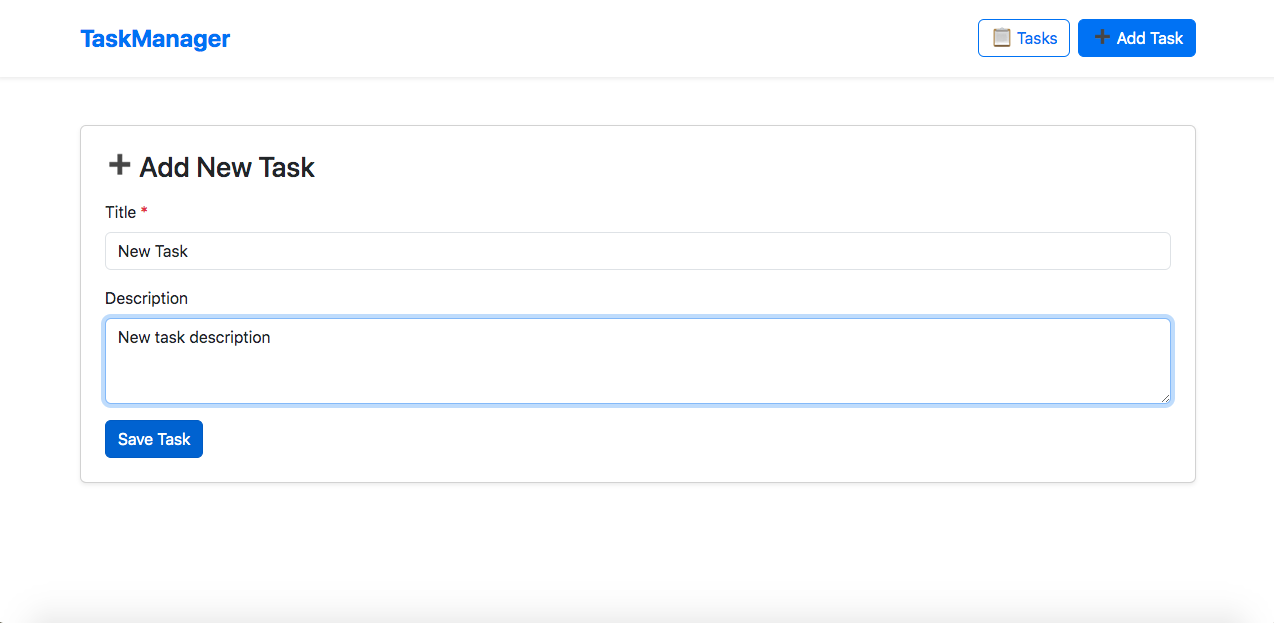 TaskManager
📋 Tasks
➕ Add Task
➕ Add New Task
Title *
New Task
Description
New task description
Save Task